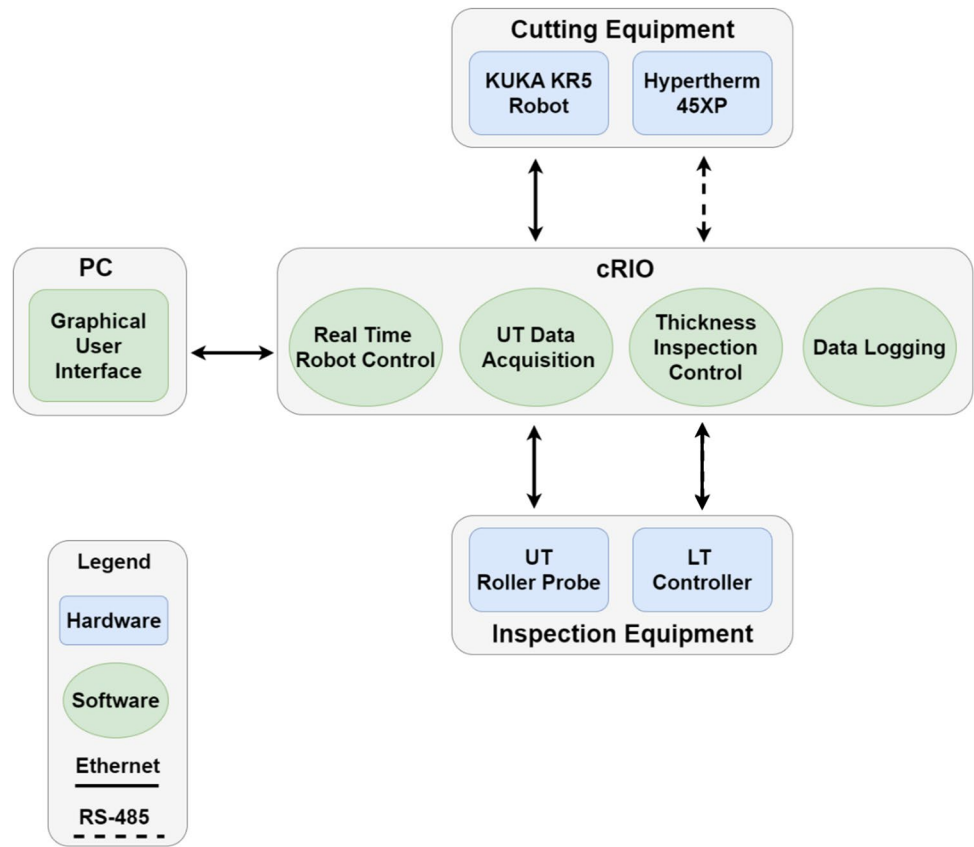 Cutting Equipment
KUKA KR5
Robot
Hypertherm
45XP
PC
Graphical
User
Interface
cRIO
Real Time
Robot Control
UT Data
Acquisition
Thickness
Inspection
Control
Data Logging
UT
Roller Probe
LT
Controller
Inspection Equipment
Legend
Hardware
Software
Ethernet
RS-485